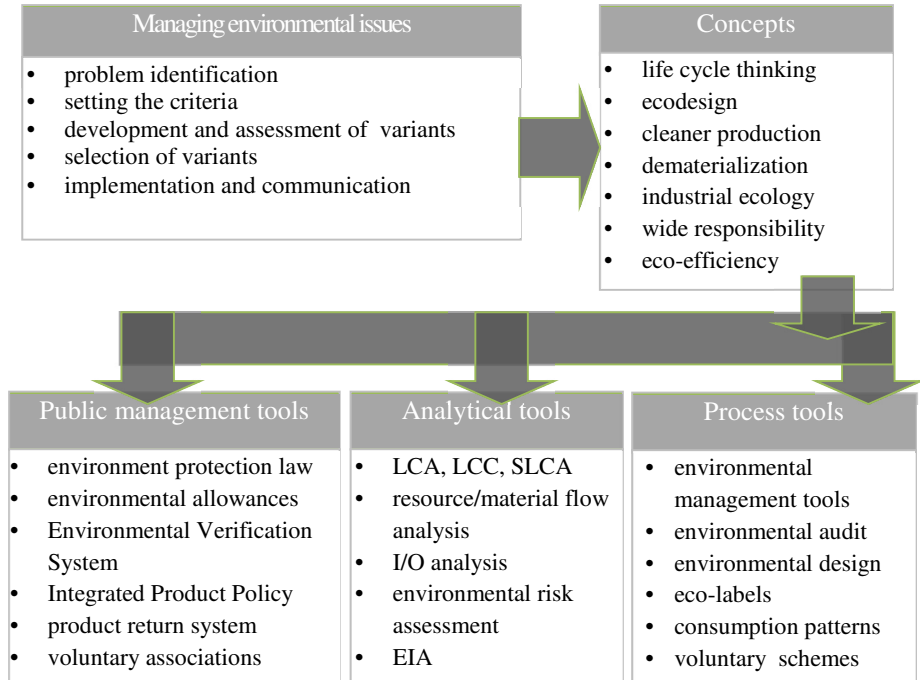 Managing environmental issues
• problem identification
• setting the criteria
• development and assessment of variants
• selection of variants
• implementation and communication
Concepts
• life cycle thinking
• ecodesign
• cleaner production
• dematerialization
• industrial ecology
• wide responsibility
• eco-efficiency
Public management tools
• environment protection law
• environmental allowances
• Environmental Verification
System
• Integrated Product Policy
• product return system
• voluntary associations
Analytical tools
• LCA, LCC, SLCA
• resource/material flow
analysis
• I/O analysis
• environmental risk
assessment
• EIA
Process tools
• environmental
management tools
• environmental audit
• environmental design
• eco-labels
• consumption patterns
• voluntary schemes